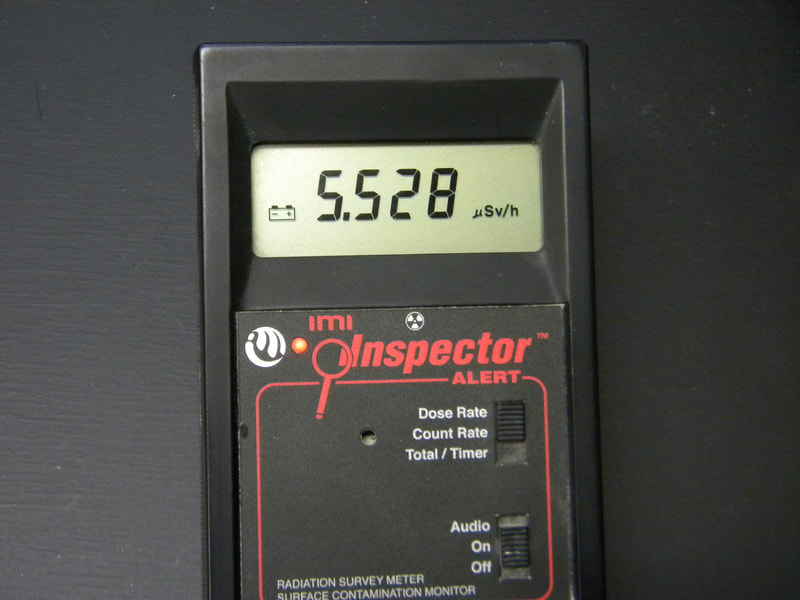 5.528 µSv/h
imi
Inspector™
ALERT
Dose Rate
Count Rate
Total / Timer
Audio
On
Off
RADIATION SURVEY METER
SURFACE CONTAMINATION MONITOR